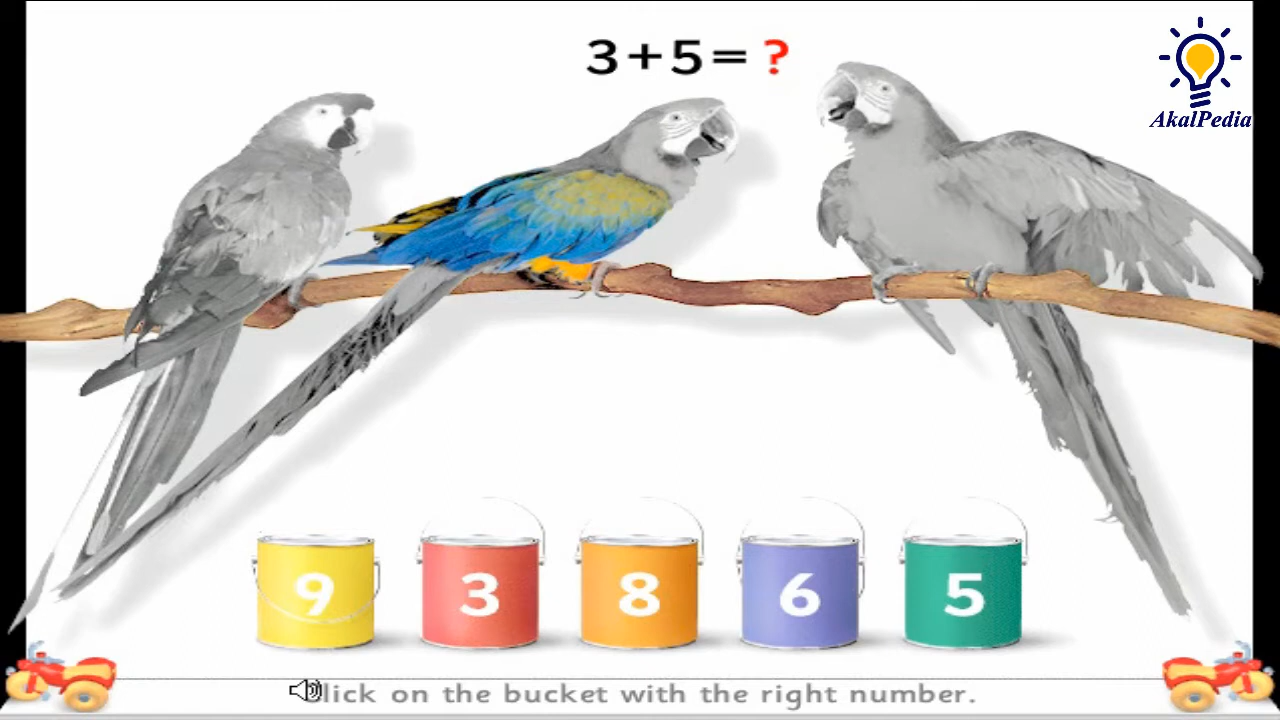 3+5=?
AkalPedia
9 3 8 6 5
lick on the bucket with the right number.